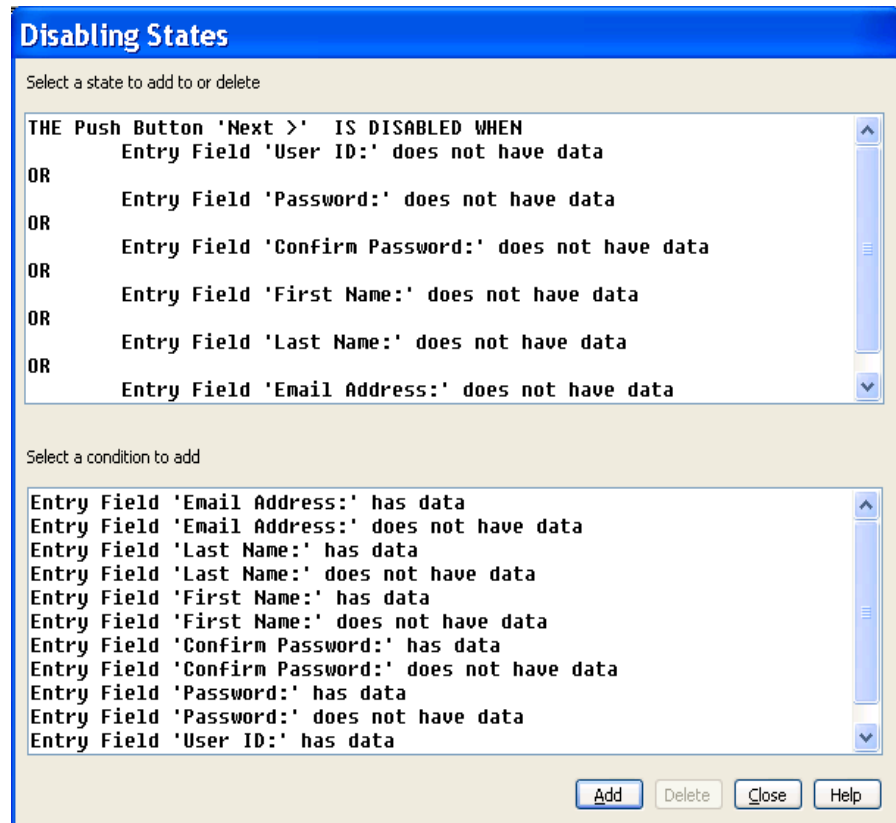 Disabling States
Select a state to add to or delete
THE Push Button 'Next >'  IS DISABLED WHEN
Entry Field 'User ID:' does not have data
OR
Entry Field 'Password:' does not have data
OR
Entry Field 'Confirm Password:' does not have data
OR
Entry Field 'First Name:' does not have data
OR
Entry Field 'Last Name:' does not have data
OR
Entry Field 'Email Address:' does not have data
Select a condition to add
Entry Field 'Email Address:' has data
Entry Field 'Email Address:' does not have data
Entry Field 'Last Name:' has data
Entry Field 'Last Name:' does not have data
Entry Field 'First Name:' has data
Entry Field 'First Name:' does not have data
Entry Field 'Confirm Password:' has data
Entry Field 'Confirm Password:' does not have data
Entry Field 'Password:' has data
Entry Field 'Password:' does not have data
Entry Field 'User ID:' has data
Add Delete Close Help